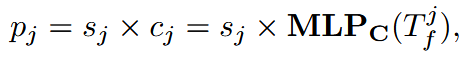 p_j = s_j × c_j = s_j × MLP_C(T_f^j),